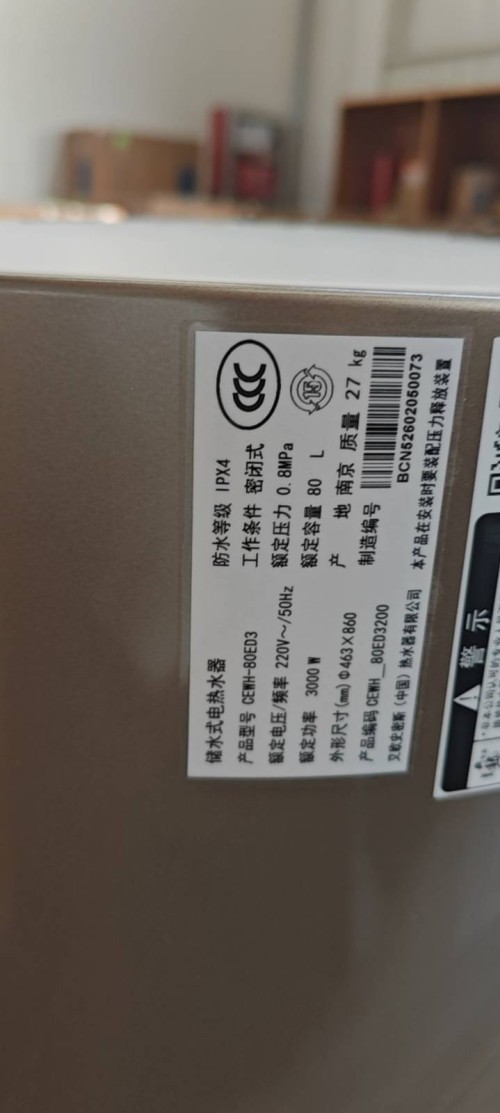 储水式电热水器
产品型号 CEWH-80ED3
额定电压/频率 220V～/50Hz
额定功率 3000 W
外形尺寸(mm) Φ463×860
产品编码 CEWH__80ED3200
艾欧史密斯（中国）热水器有限公司
防水等级 IPX4
工作条件 密闭式
额定压力 0.8MPa
额定容量 80 L
产 地 南京 质量 27 kg
制造编号
BCN52602050073
本产品在安装时要装配压力释放装置
CCC
15
警 示